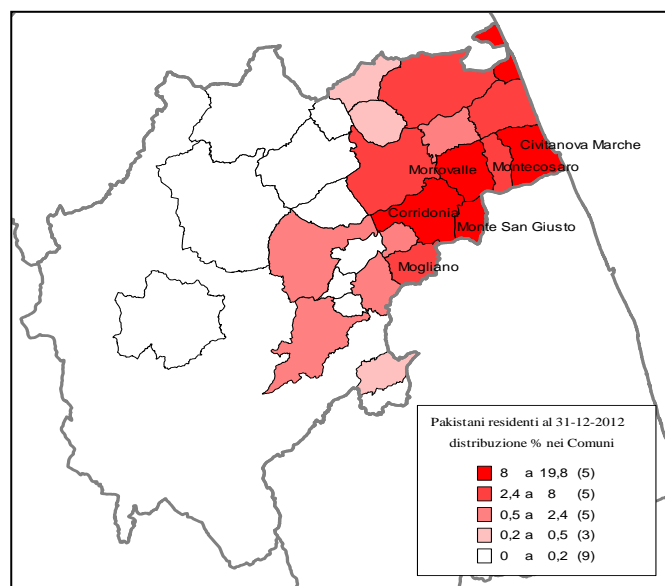 Civitanova Marche
Morrovalle
Montecosaro
Corridonia
Monte San Giusto
Mogliano
Pakistani residenti al 31-12-2012
distribuzione % nei Comuni
8 a 19,8 (5)
2,4 a 8 (5)
0,5 a 2,4 (5)
0,2 a 0,5 (3)
0 a 0,2 (9)